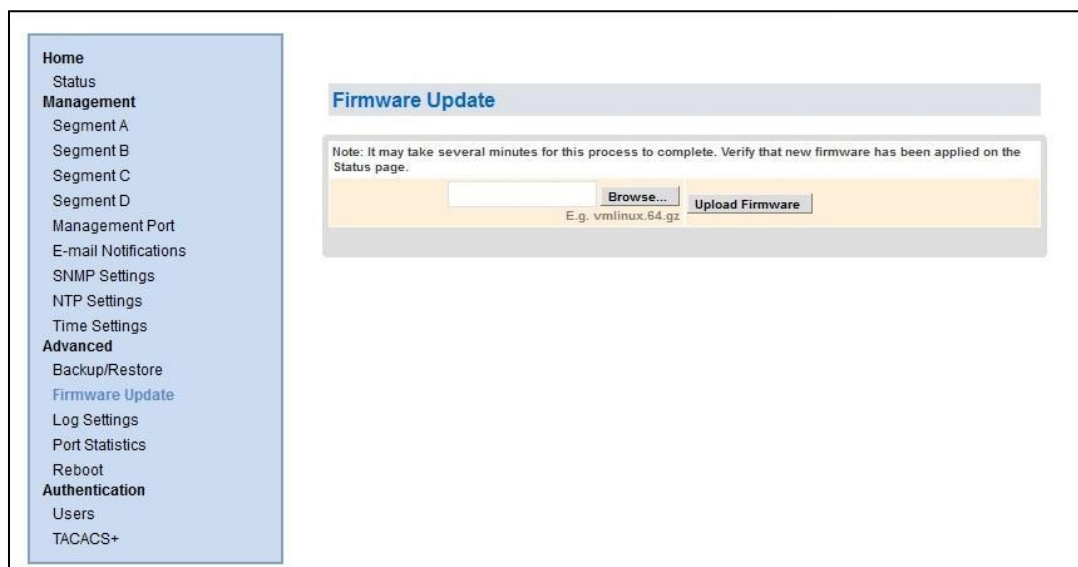 Home
Status
Management
Segment A
Segment B
Segment C
Segment D
Management Port
E-mail Notifications
SNMP Settings
NTP Settings
Time Settings
Advanced
Backup/Restore
Firmware Update
Log Settings
Port Statistics
Reboot
Authentication
Users
TACACS+
Firmware Update
Note: It may take several minutes for this process to complete. Verify that new firmware has been applied on the
Status page.
Browse...
Upload Firmware
E.g. vmlinux.64.gz